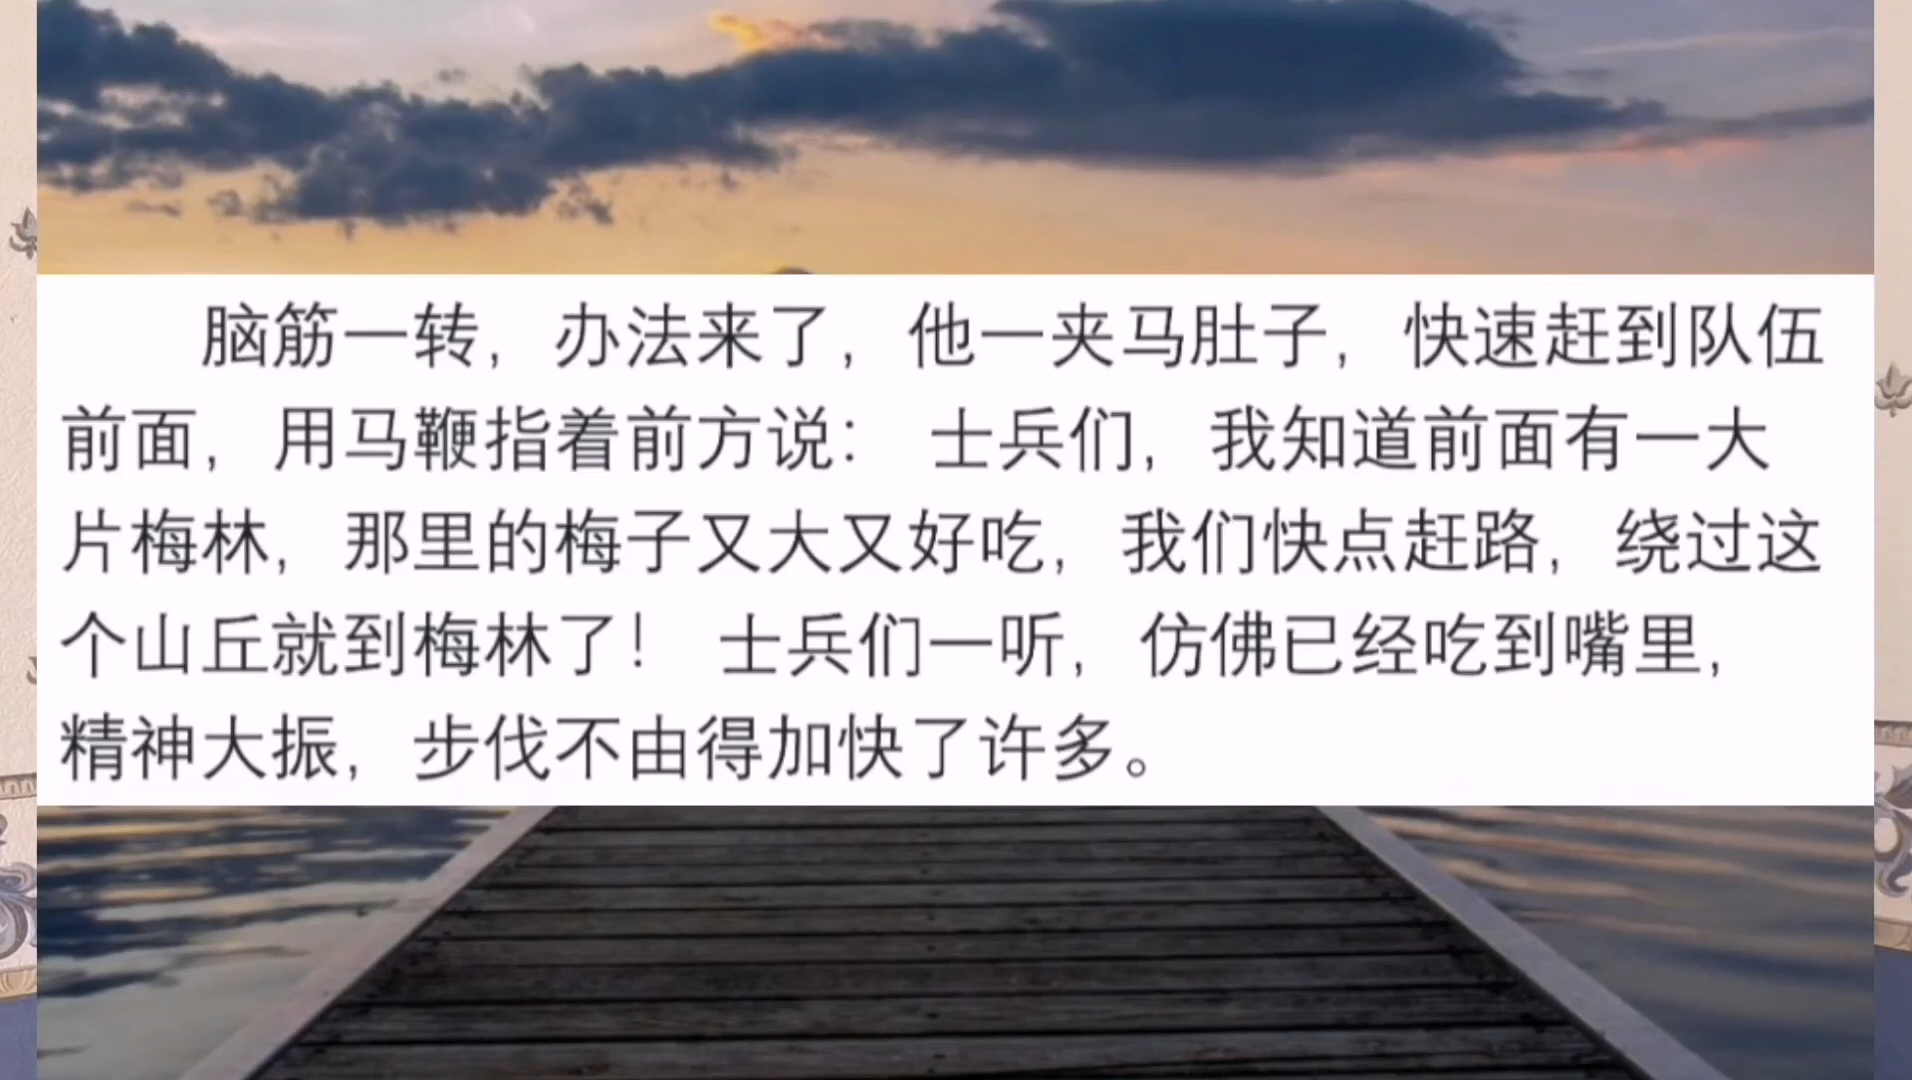 脑筋一转，办法来了，他一夹马肚子，快速赶到队伍
前面，用马鞭指着前方说： 士兵们，我知道前面有一大
片梅林，那里的梅子又大又好吃，我们快点赶路，绕过这
个山丘就到梅林了！ 士兵们一听，仿佛已经吃到嘴里，
精神大振，步伐不由得加快了许多。